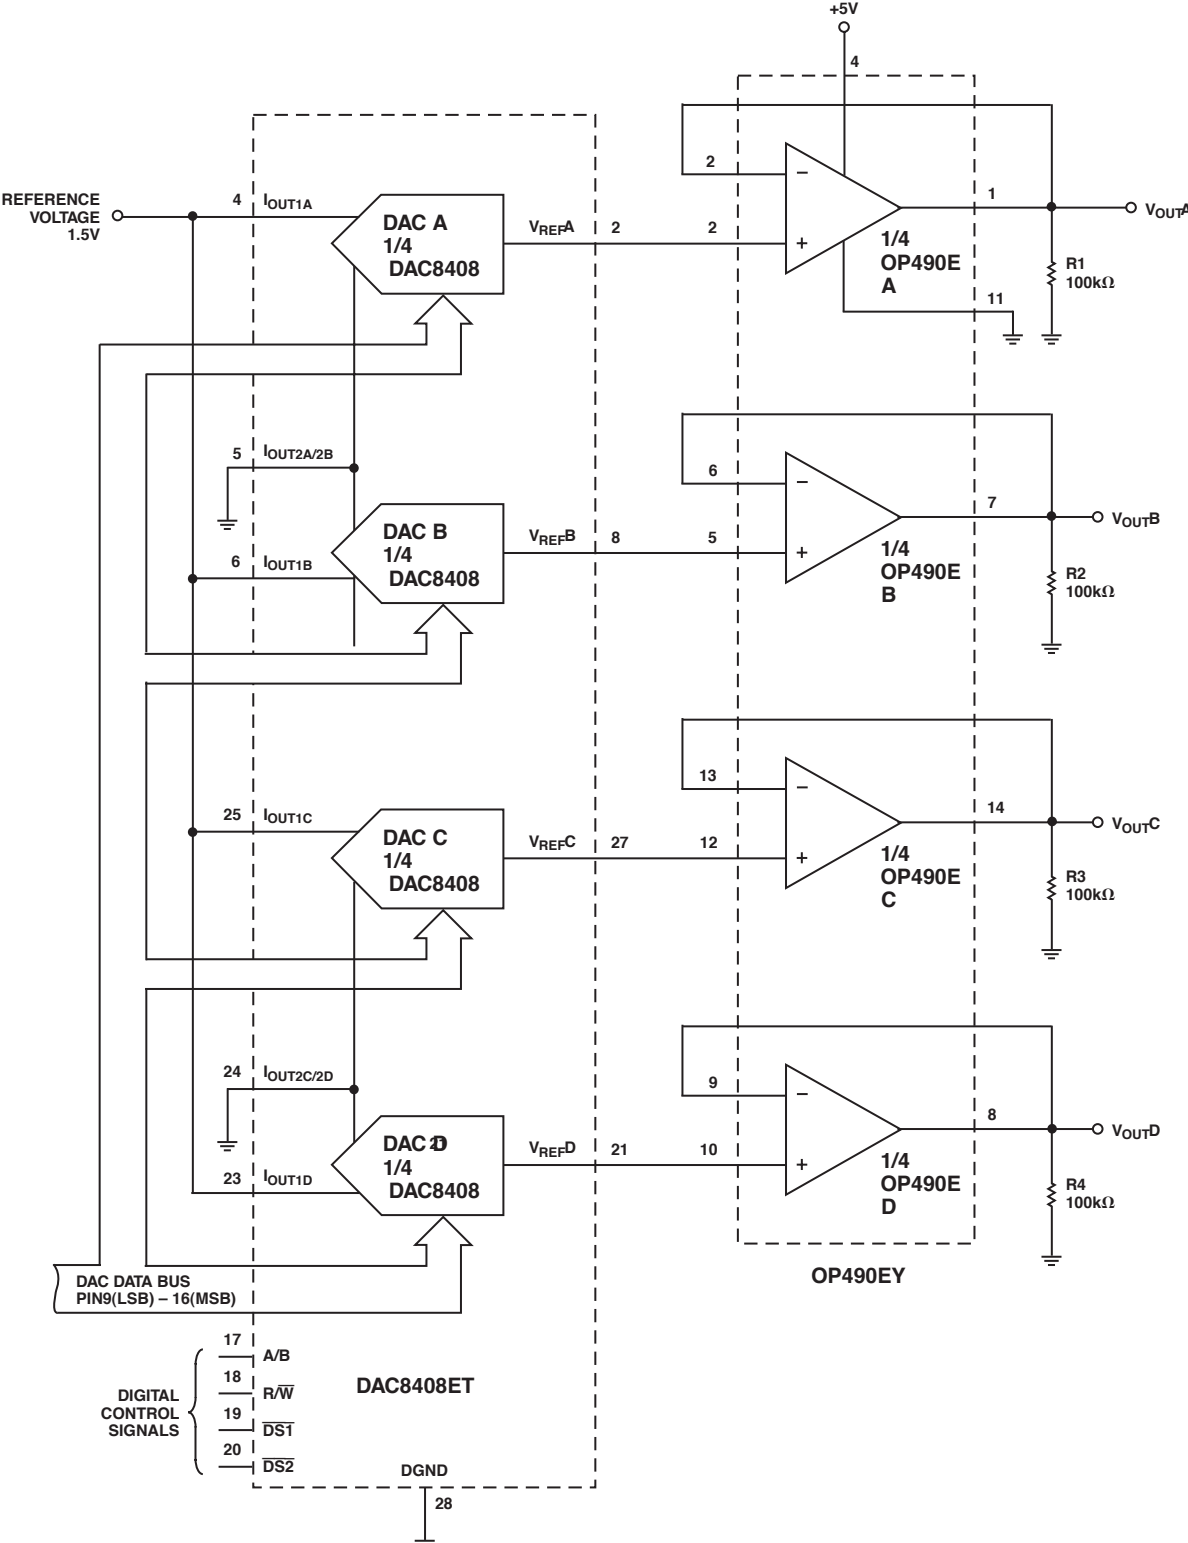 +5V
4
REFERENCE
VOLTAGE
1.5V
4
IOUT1A
DAC A
1/4
DAC8408
VREFA
2
2
2
−
+
1
VOUTA
1/4
OP490E
A
R1
100kΩ
11
5
IOUT2A/2B
6
IOUT1B
DAC B
1/4
DAC8408
VREFB
8
5
6
−
+
7
VOUTB
1/4
OP490E
B
R2
100kΩ
25
IOUT1C
DAC C
1/4
DAC8408
VREFC
27
12
13
−
+
14
VOUTC
1/4
OP490E
C
R3
100kΩ
24
IOUT2C/2D
23
IOUT1D
DAC D
1/4
DAC8408
VREFD
21
10
9
−
+
8
VOUTD
1/4
OP490E
D
R4
100kΩ
OP490EY
DAC DATA BUS
PIN9(LSB) – 16(MSB)
DIGITAL
CONTROL
SIGNALS
17
A/B
18
R/W̅
19
D̅S̅1̅
20
D̅S̅2̅
DAC8408ET
DGND
28